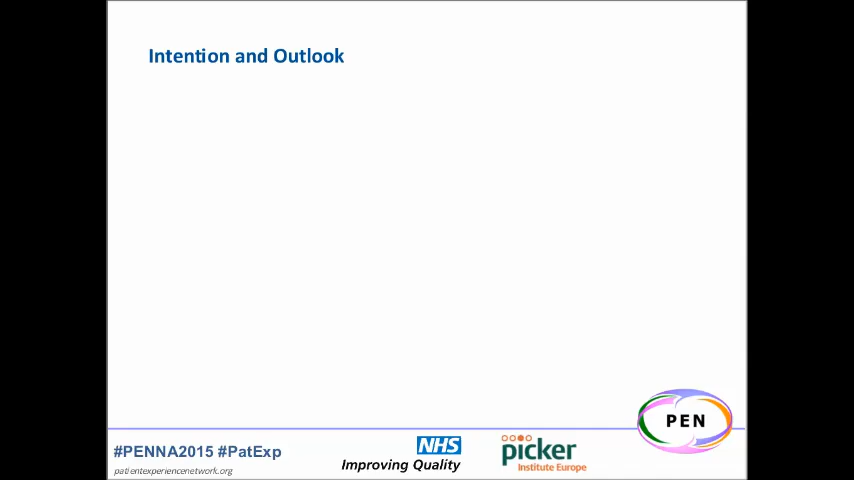 Intention and Outlook
PEN
#PENNA2015 #PatExp
patientexperiencenetwork.org
NHS
Improving Quality
picker
Institute Europe